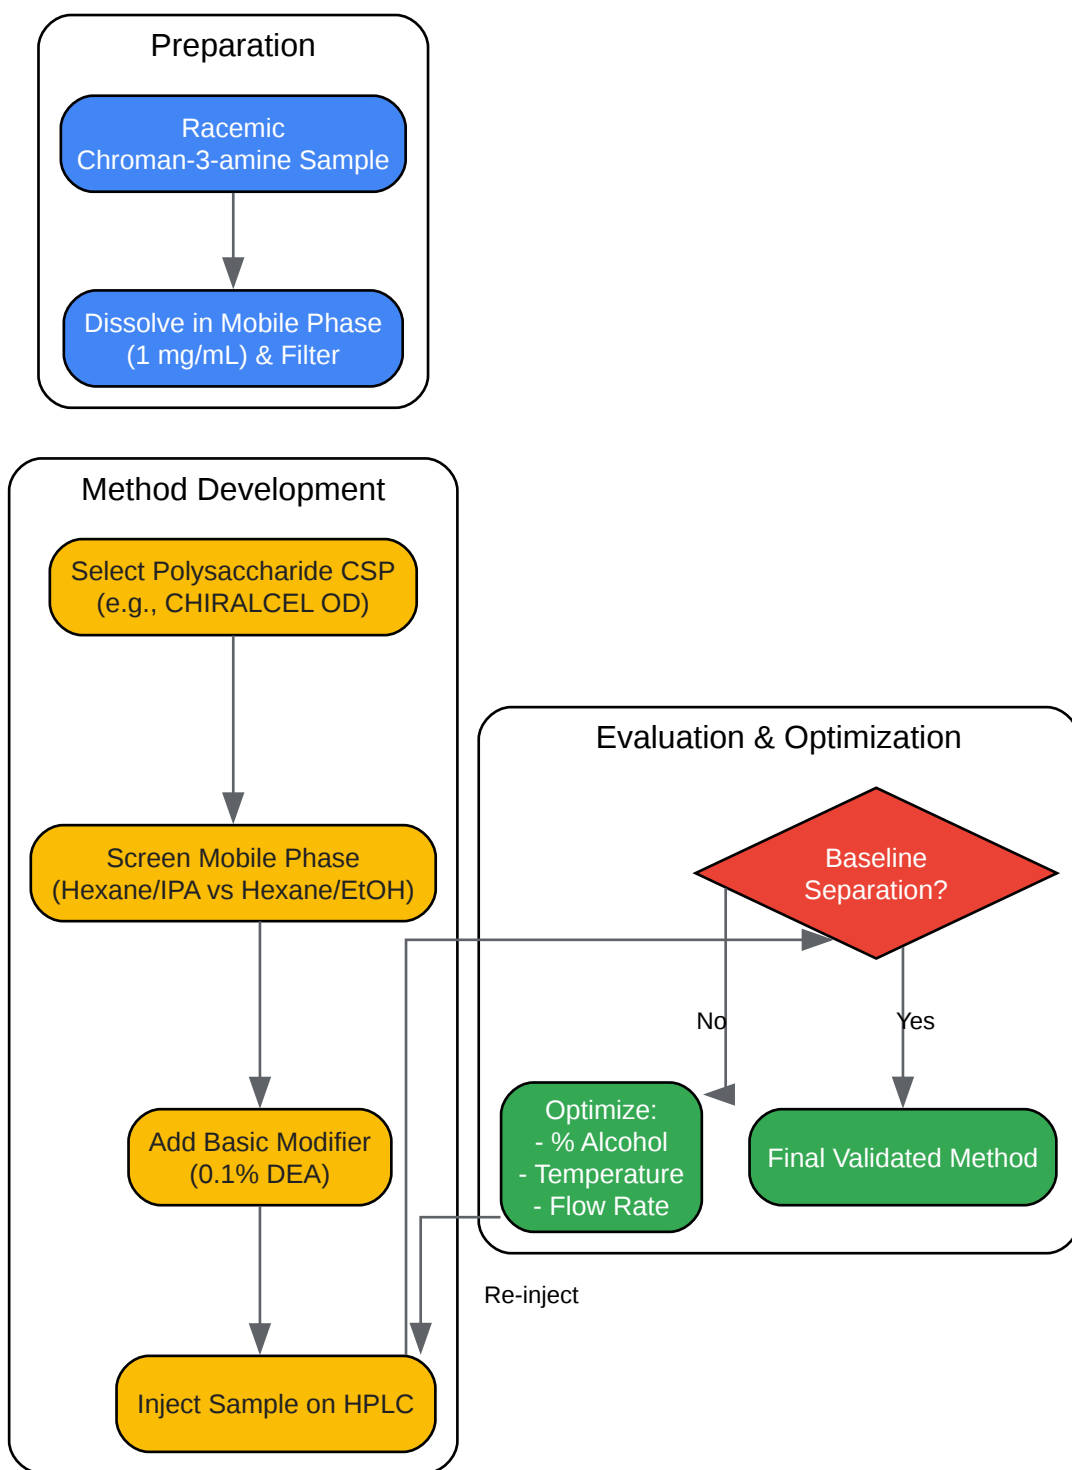 Preparation
Racemic
Chroman-3-amine Sample
Dissolve in Mobile Phase
(1 mg/mL) & Filter
Method Development
Select Polysaccharide CSP
(e.g., CHIRALCEL OD)
Screen Mobile Phase
(Hexane/IPA vs Hexane/EtOH)
Add Basic Modifier
(0.1% DEA)
Inject Sample on HPLC
Evaluation & Optimization
Baseline
Separation?
No
Yes
Optimize:
- % Alcohol
- Temperature
- Flow Rate
Final Validated Method
Re-inject